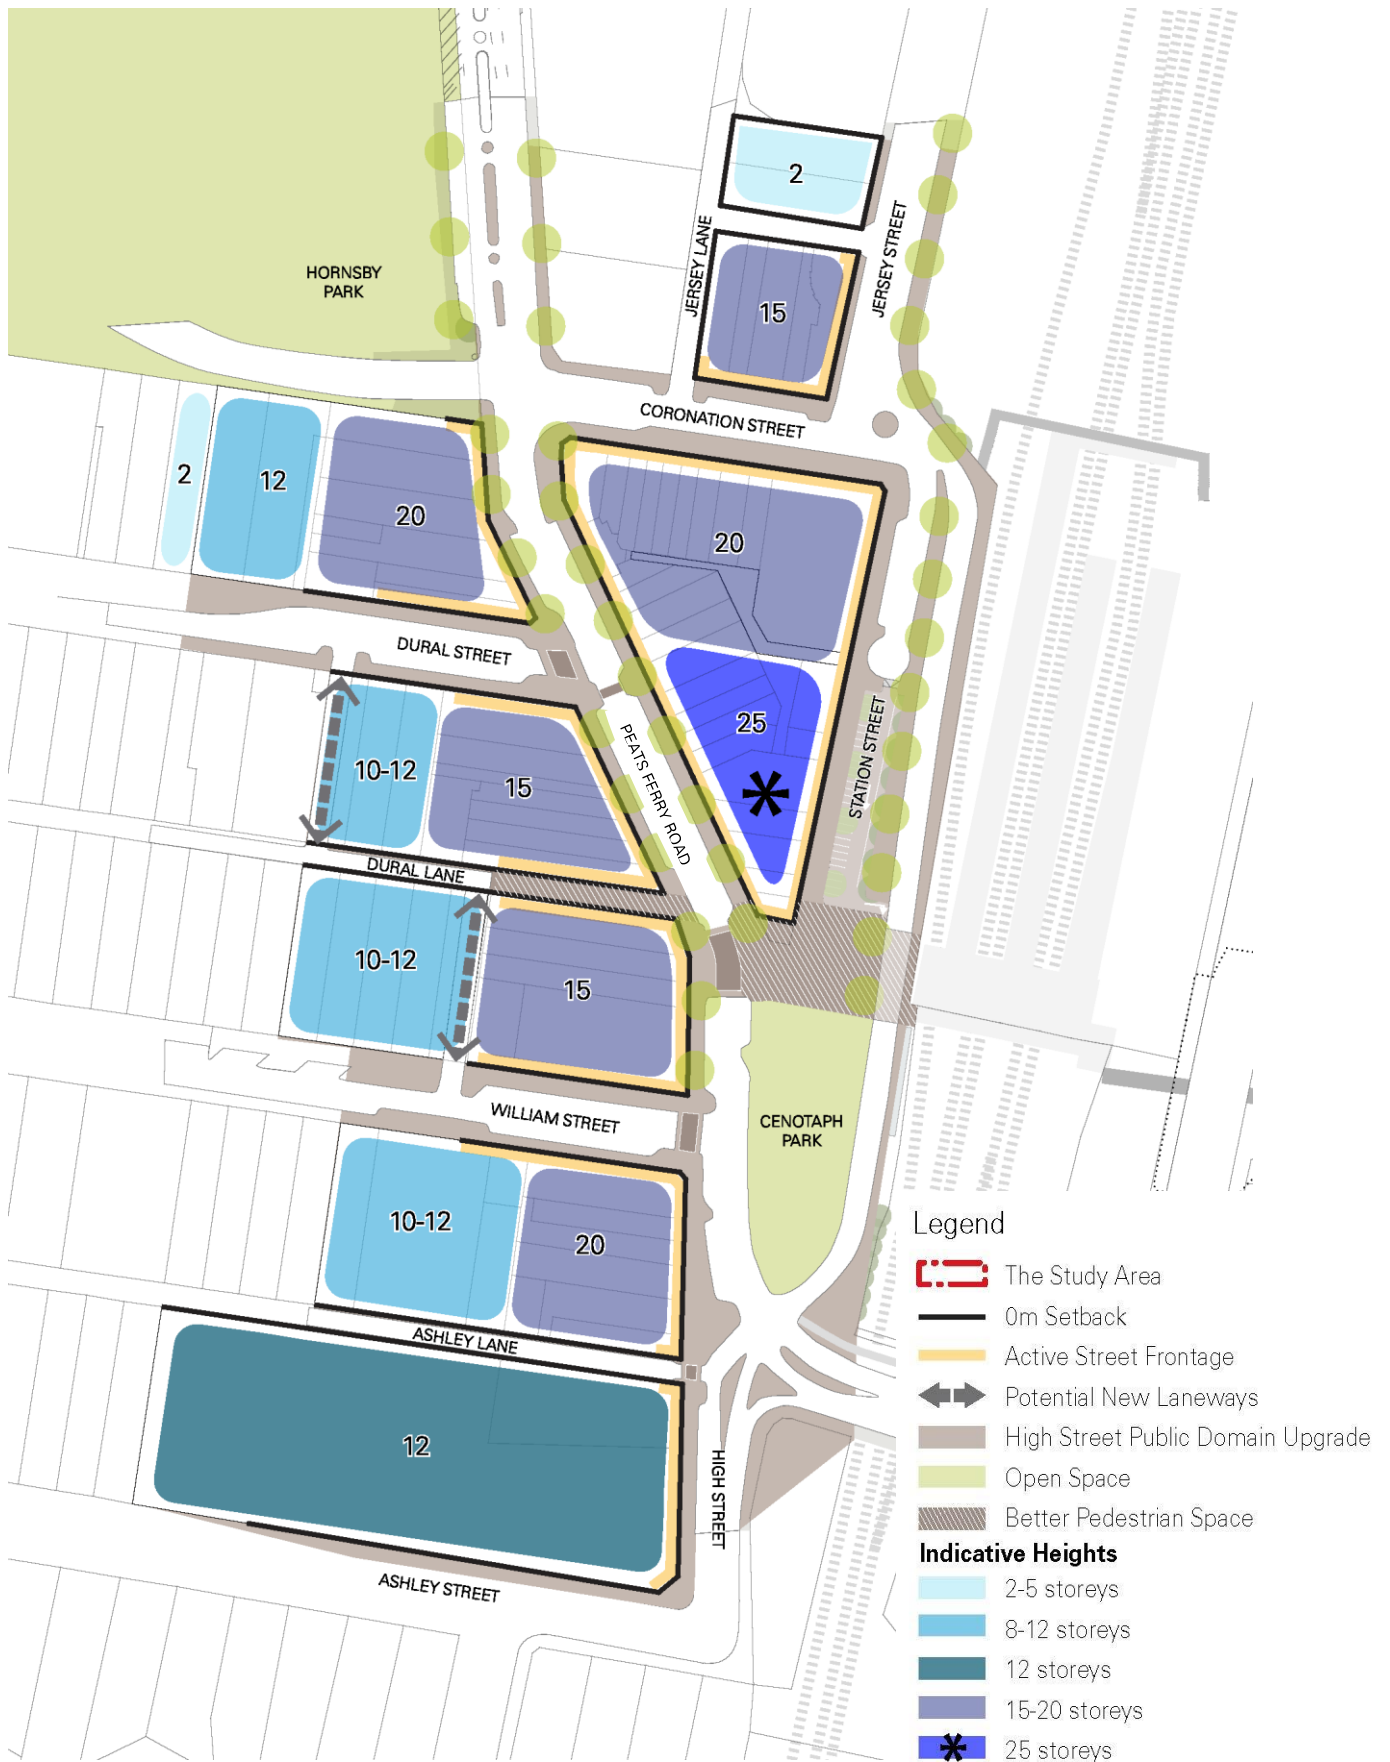 2
JERSEY LANE
JERSEY STREET
HORNSBY
PARK
15
CORONATION STREET
2
12
20
20
DURAL STREET
25
PEATS FERRY ROAD
STATION STREET
10-12
15
DURAL LANE
10-12
15
WILLIAM STREET
CENOTAPH
PARK
10-12
20
ASHLEY LANE
12
HIGH STREET
ASHLEY STREET
Legend
The Study Area
0m Setback
Active Street Frontage
Potential New Laneways
High Street Public Domain Upgrade
Open Space
Better Pedestrian Space
Indicative Heights
2-5 storeys
8-12 storeys
12 storeys
15-20 storeys
25 storeys